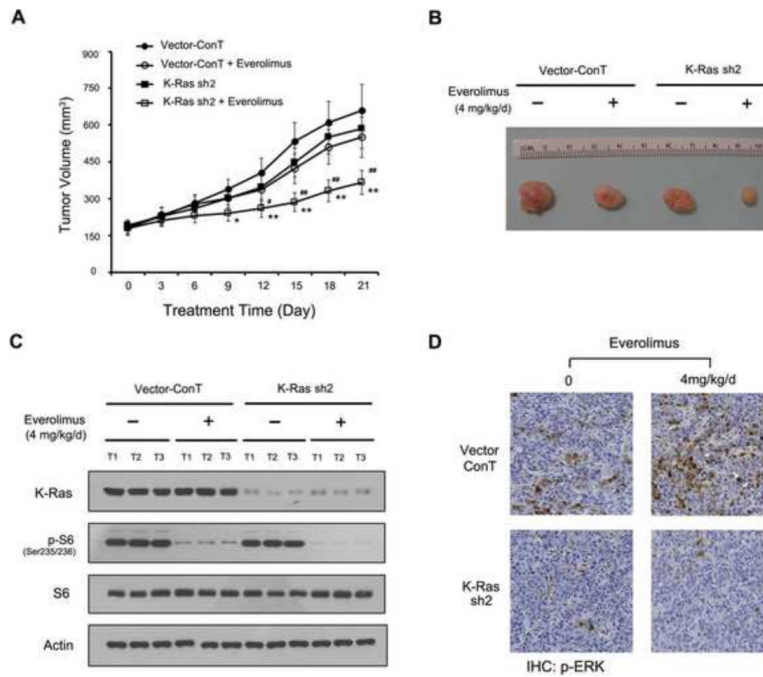 A
Vector-ConT
Vector-ConT + Everolimus
K-Ras sh2
K-Ras sh2 + Everolimus
Tumor Volume (mm³)
900
750
600
450
300
150
0
* # ** ## ** ## ** ## **
0 3 6 9 12 15 18 21
Treatment Time (Day)
B
Vector-ConT K-Ras sh2
Everolimus
(4 mg/kg/d) − + − +
C
Vector-ConT K-Ras sh2
Everolimus
(4 mg/kg/d) − + − +
T1 T2 T3 T1 T2 T3 T1 T2 T3 T1 T2 T3
K-Ras
p-S6
(Ser235/236)
S6
Actin
D
Everolimus
0 4mg/kg/d
Vector
ConT
K-Ras
sh2
IHC: p-ERK